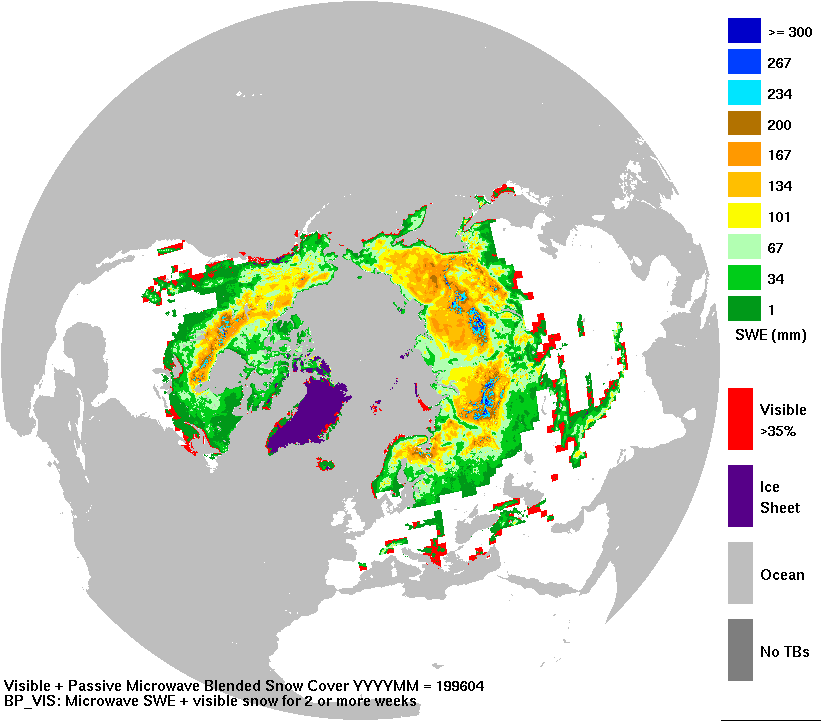 >= 300
267
234
200
167
134
101
67
34
1
SWE (mm)
Visible
>35%
Ice
Sheet
Ocean
No TBs
Visible + Passive Microwave Blended Snow Cover YYYYMM = 199604
BP_VIS: Microwave SWE + visible snow for 2 or more weeks